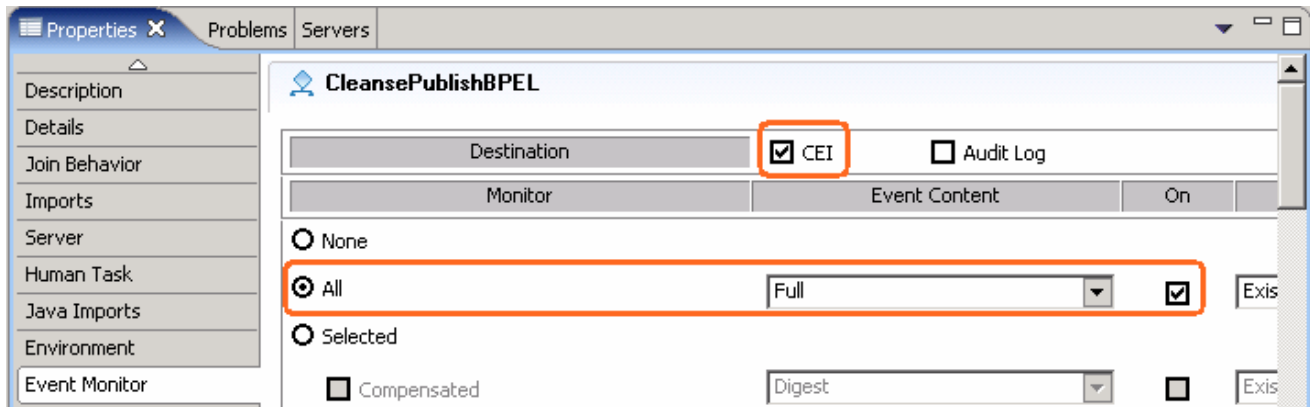 Properties Problems Servers
Description
Details
Join Behavior
Imports
Server
Human Task
Java Imports
Environment
Event Monitor
CleansePublishBPEL
Destination CEI Audit Log
Monitor Event Content On
None
All Full Exis
Selected
Compensated Digest Exis